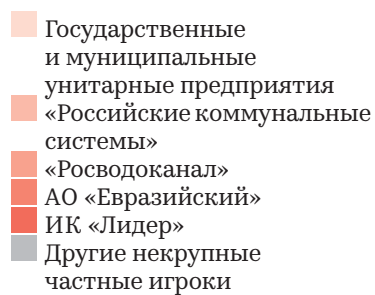 Государственные
и муниципальные
унитарные предприятия
«Российские коммунальные
системы»
«Росводоканал»
АО «Евразийский»
ИК «Лидер»
Другие некрупные
частные игроки